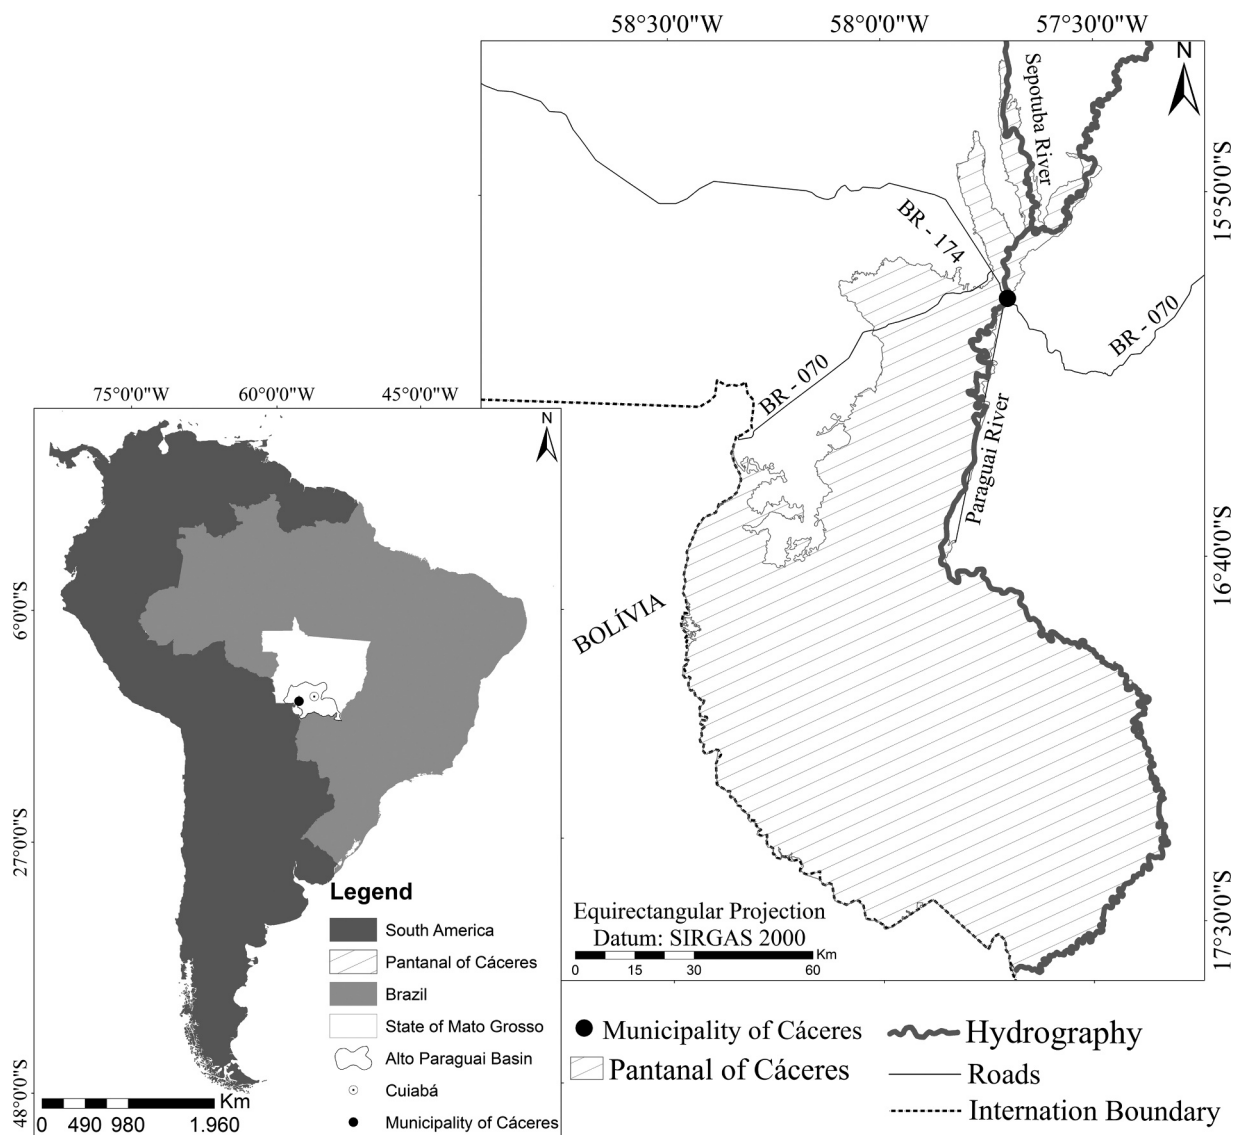 58°30'0"W 58°0'0"W 57°30'0"W
N
Sepotuba River
15°50'0"S
BR - 174
BR - 070
BR - 070
Paraguai River
16°40'0"S
BOLÍVIA
17°30'0"S
Equirectangular Projection
Datum: SIRGAS 2000
Km
0 15 30 60
Municipality of Cáceres
Pantanal of Cáceres
Hydrography
Roads
Internation Boundary
75°0'0"W 60°0'0"W 45°0'0"W
N
6°0'0"S
27°0'0"S
48°0'0"S
Legend
South America
Pantanal of Cáceres
Brazil
State of Mato Grosso
Alto Paraguai Basin
Cuiabá
Municipality of Cáceres
Km
0 490 980 1.960